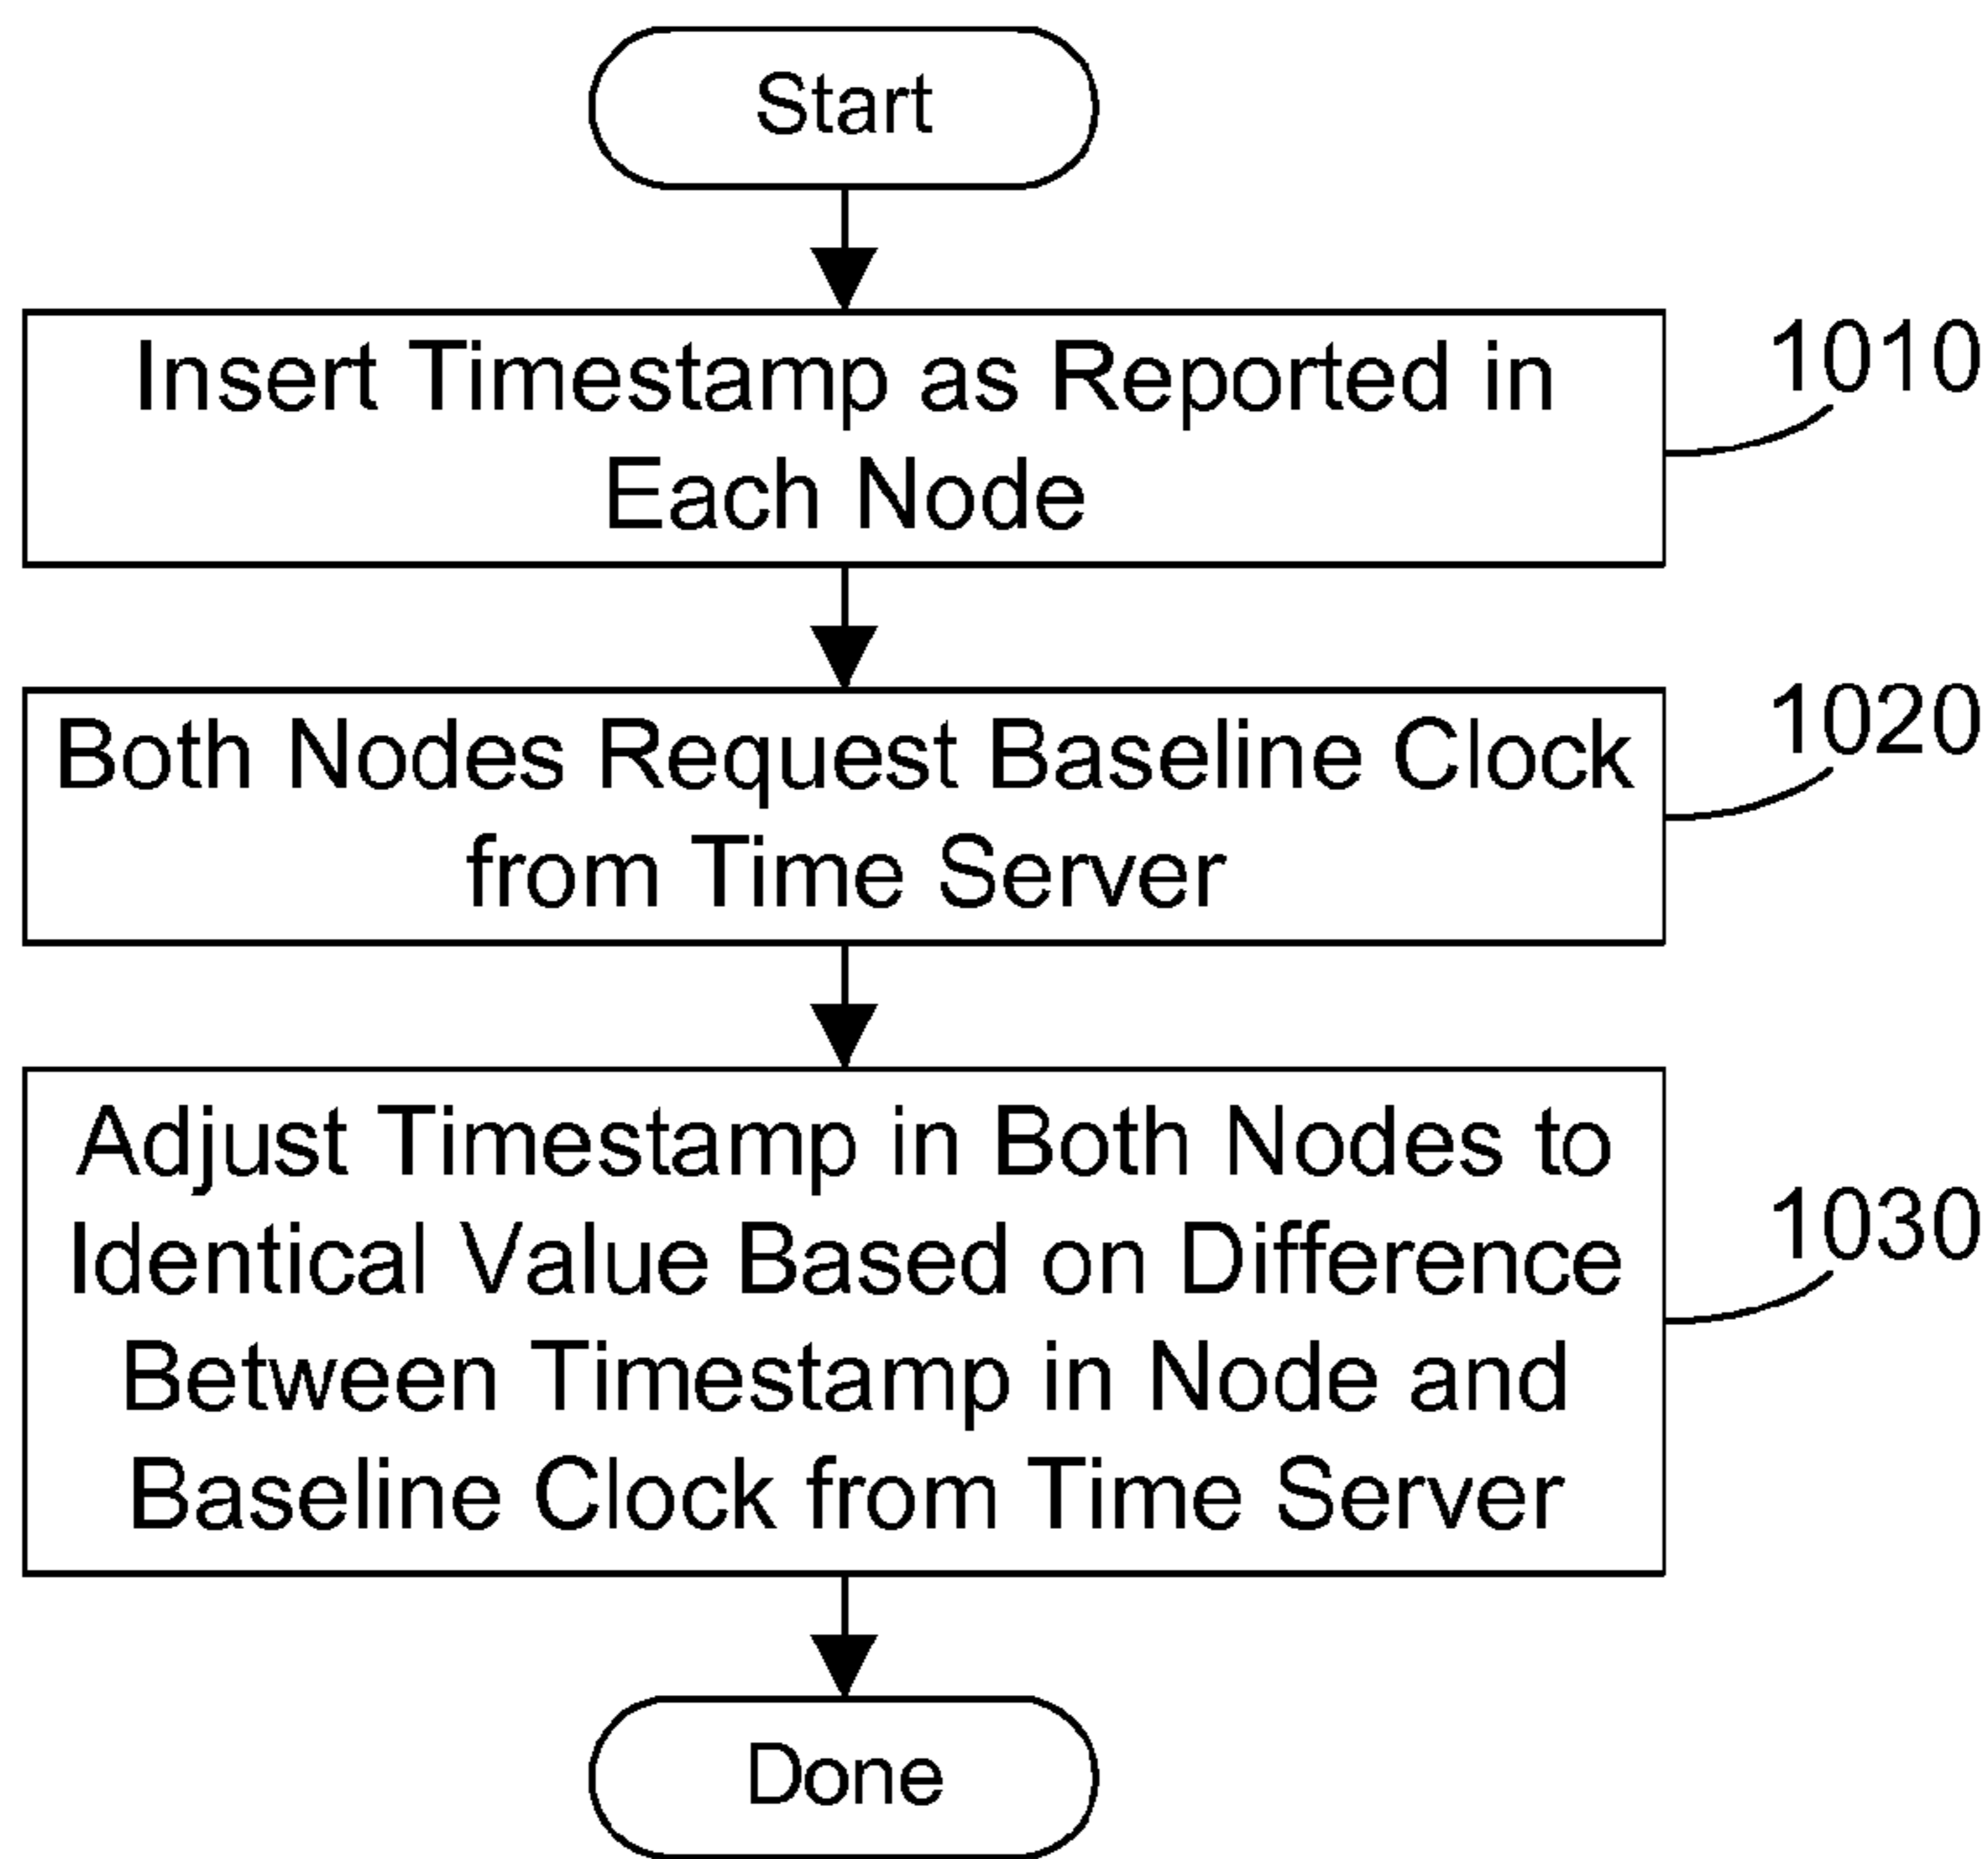 Start
Insert Timestamp as Reported in
Each Node
1010
Both Nodes Request Baseline Clock
from Time Server
1020
Adjust Timestamp in Both Nodes to
Identical Value Based on Difference
Between Timestamp in Node and
Baseline Clock from Time Server
1030
Done